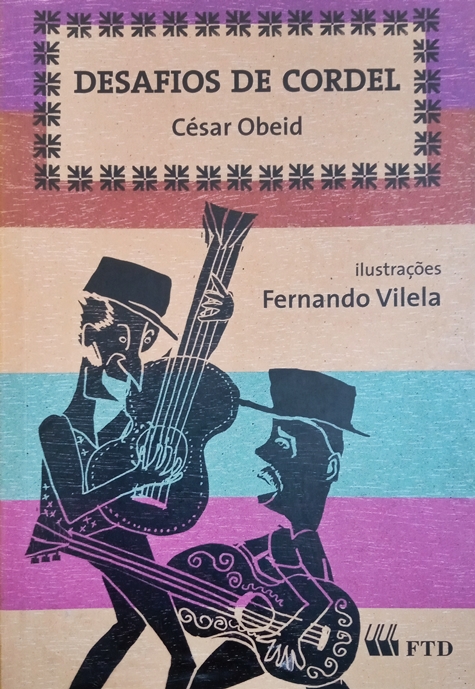 DESAFIOS DE CORDEL
César Obeid
ilustrações
Fernando Vilela
FTD